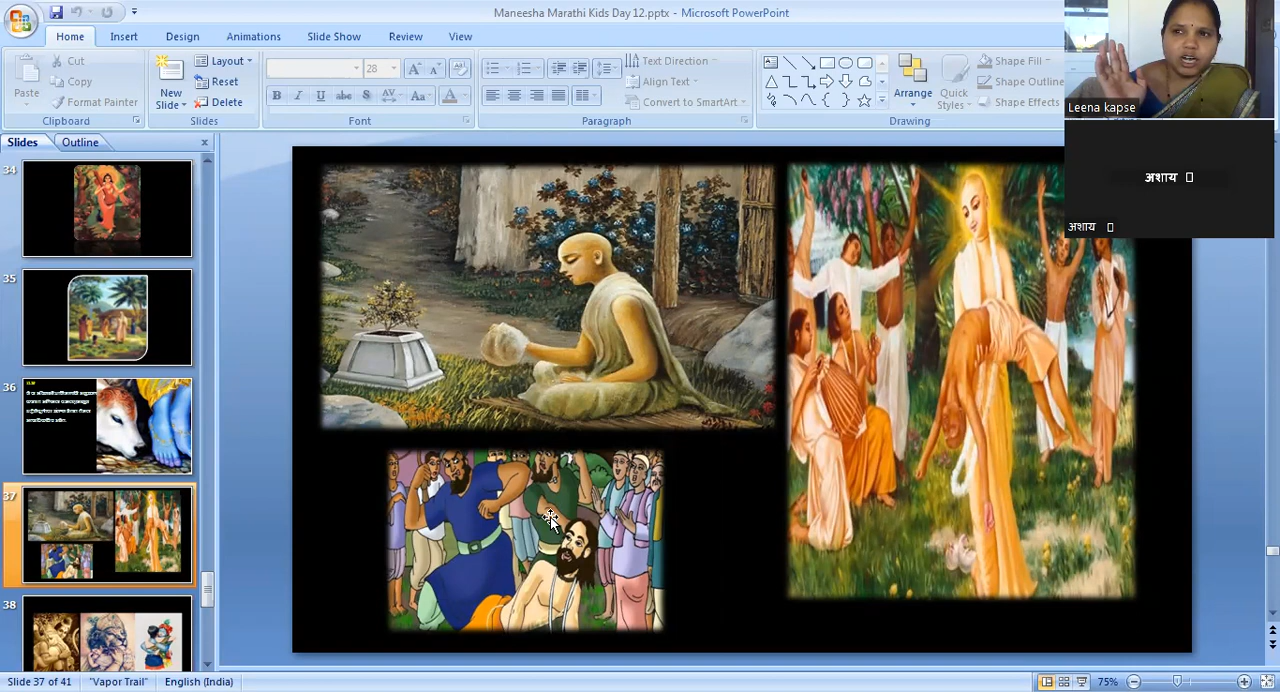 Maneesha Marathi Kids Day 12.pptx - Microsoft PowerPoint
Home Insert Design Animations Slide Show Review View
Paste
Cut
Copy
Format Painter
Clipboard
New Slide
Layout
Reset
Delete
Slides
28
B I U abc S AV Aa A
Font
Text Direction
Align Text
Convert to SmartArt
Paragraph
Arrange
Quick Styles
Shape Fill
Shape Outline
Shape Effects
Drawing
Leena kapse
अशाय
अशाय
Slides Outline
34
35
36
37
38
Slide 37 of 41 "Vapor Trail" English (India) 75%